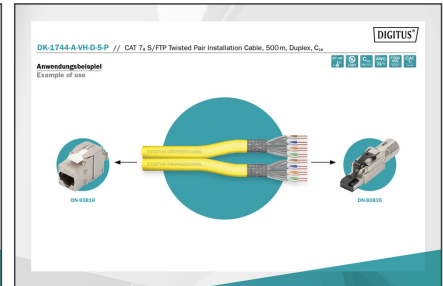 DIGITUS®
DK-1744-A-VH-D-5-P // CAT 7A S/FTP Twisted Pair Installation Cable, 500m, Duplex, Cca
Anwendungsbeispiel
Example of use
DIGITUS PROFESSIONAL
DIGITUS PROFESSIONAL
DN-93816
DN-93835